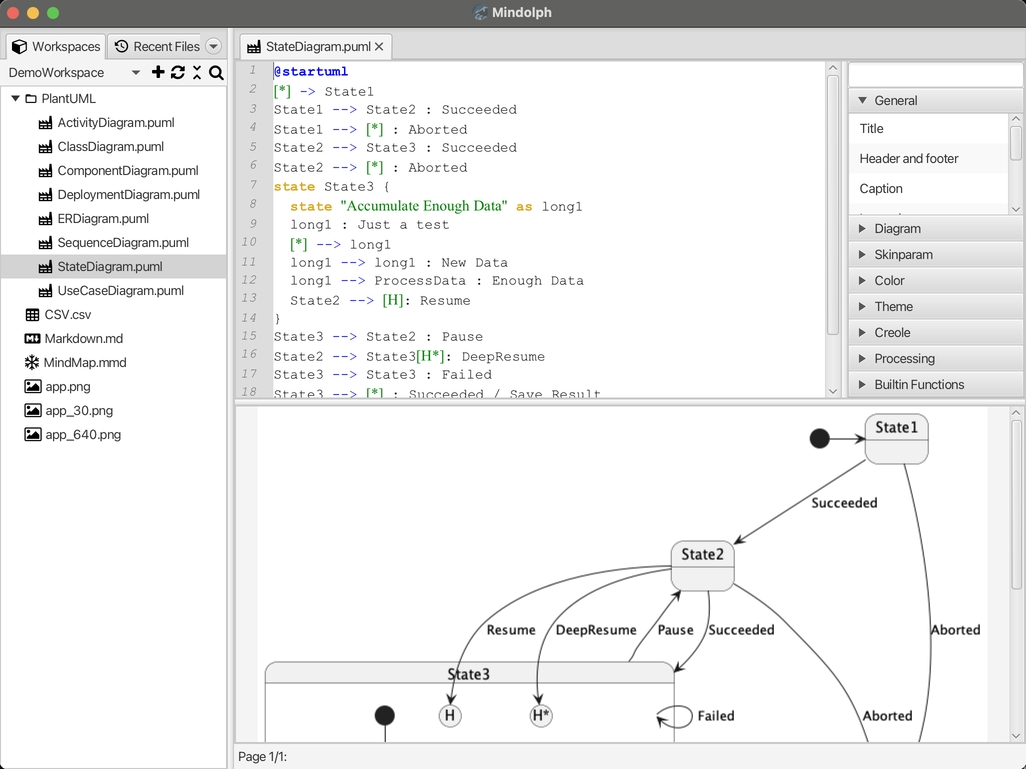 Mindolph
Workspaces
Recent Files
DemoWorkspace
PlantUML
ActivityDiagram.puml
ClassDiagram.puml
ComponentDiagram.puml
DeploymentDiagram.puml
ERDiagram.puml
SequenceDiagram.puml
StateDiagram.puml
UseCaseDiagram.puml
CSV.csv
Markdown.md
MindMap.mmd
app.png
app_30.png
app_640.png
StateDiagram.puml
1 @startuml
2 [*] -> State1
3 State1 --> State2 : Succeeded
4 State1 --> [*] : Aborted
5 State2 --> State3 : Succeeded
6 State2 --> [*] : Aborted
7 state State3 {
8 state "Accumulate Enough Data" as long1
9 long1 : Just a test
10 [*] --> long1
11 long1 --> long1 : New Data
12 long1 --> ProcessData : Enough Data
13 State2 --> [H]: Resume
14 }
15 State3 --> State2 : Pause
16 State2 --> State3[H*]: DeepResume
17 State3 --> State3 : Failed
18 State3 --> [*] : Succeeded / Save Result
General
Title
Header and footer
Caption
Diagram
Skinparam
Color
Theme
Creole
Processing
Builtin Functions
State1
Succeeded
State2
Resume
DeepResume
Pause
Succeeded
Aborted
State3
H
H*
Failed
Aborted
Page 1/1: